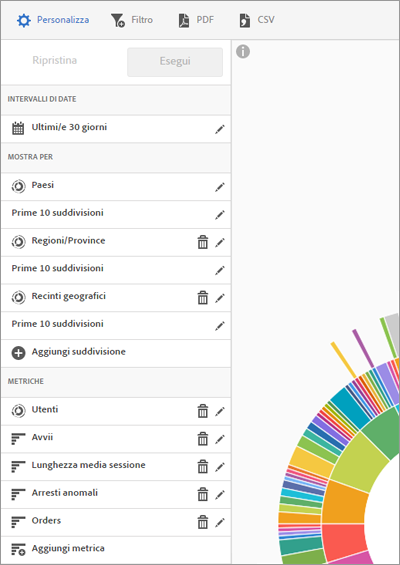 Personalizza Filtro PDF CSV
Ripristina Esegui
INTERVALLI DI DATE
Ultimi/e 30 giorni
MOSTRA PER
Paesi
Prime 10 suddivisioni
Regioni/Province
Prime 10 suddivisioni
Recinti geografici
Prime 10 suddivisioni
Aggiungi suddivisione
METRICHE
Utenti
Avvii
Lunghezza media sessione
Arresti anomali
Orders
Aggiungi metrica